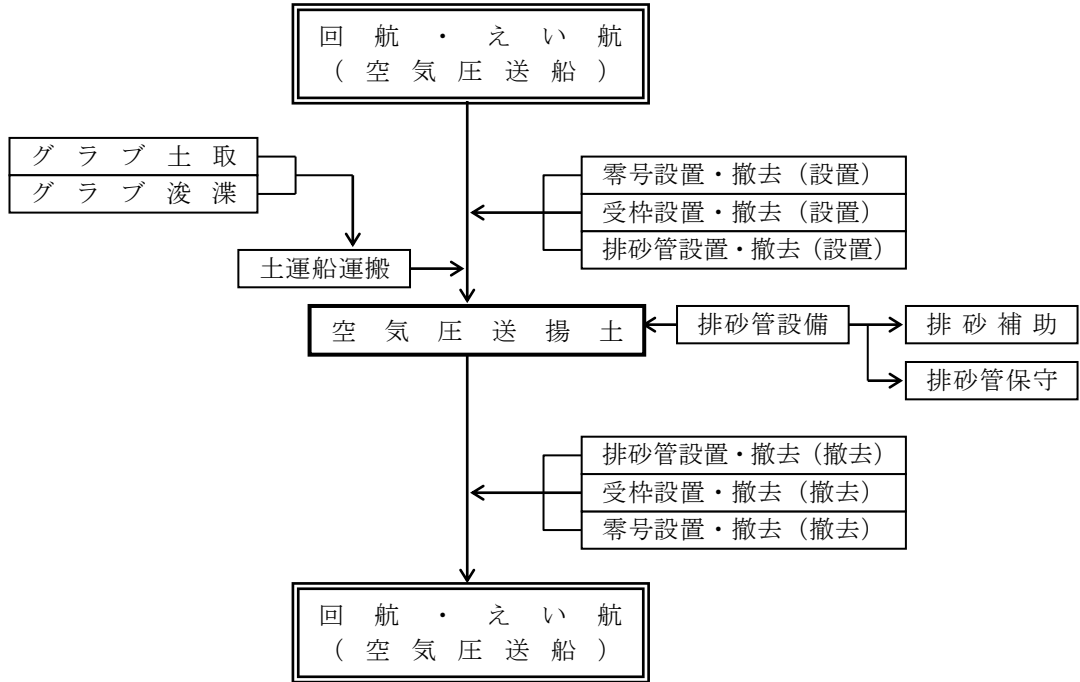 回航・えい航
（空気圧送船）
グラブ土取
グラブ浚渫
零号設置・撤去（設置）
受枠設置・撤去（設置）
排砂管設置・撤去（設置）
土運船運搬
空気圧送揚土
排砂管設備
排砂補助
排砂管保守
排砂管設置・撤去（撤去）
受枠設置・撤去（撤去）
零号設置・撤去（撤去）
回航・えい航
（空気圧送船）